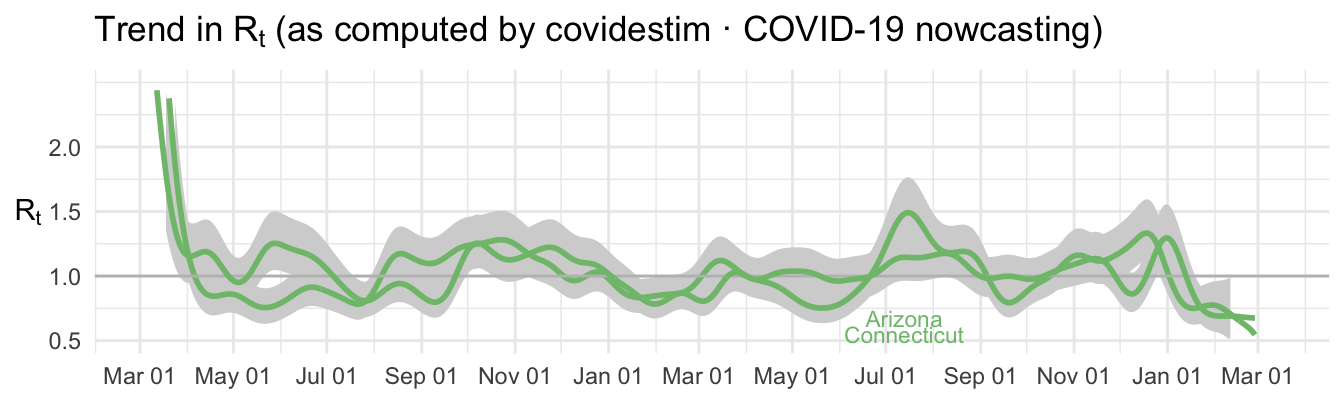 Trend in Rt (as computed by covidestim · COVID-19 nowcasting)
2.0
Rt
1.5
1.0
0.5
Arizona
Connecticut
Mar 01 May 01 Jul 01 Sep 01 Nov 01 Jan 01 Mar 01 May 01 Jul 01 Sep 01 Nov 01 Jan 01 Mar 01